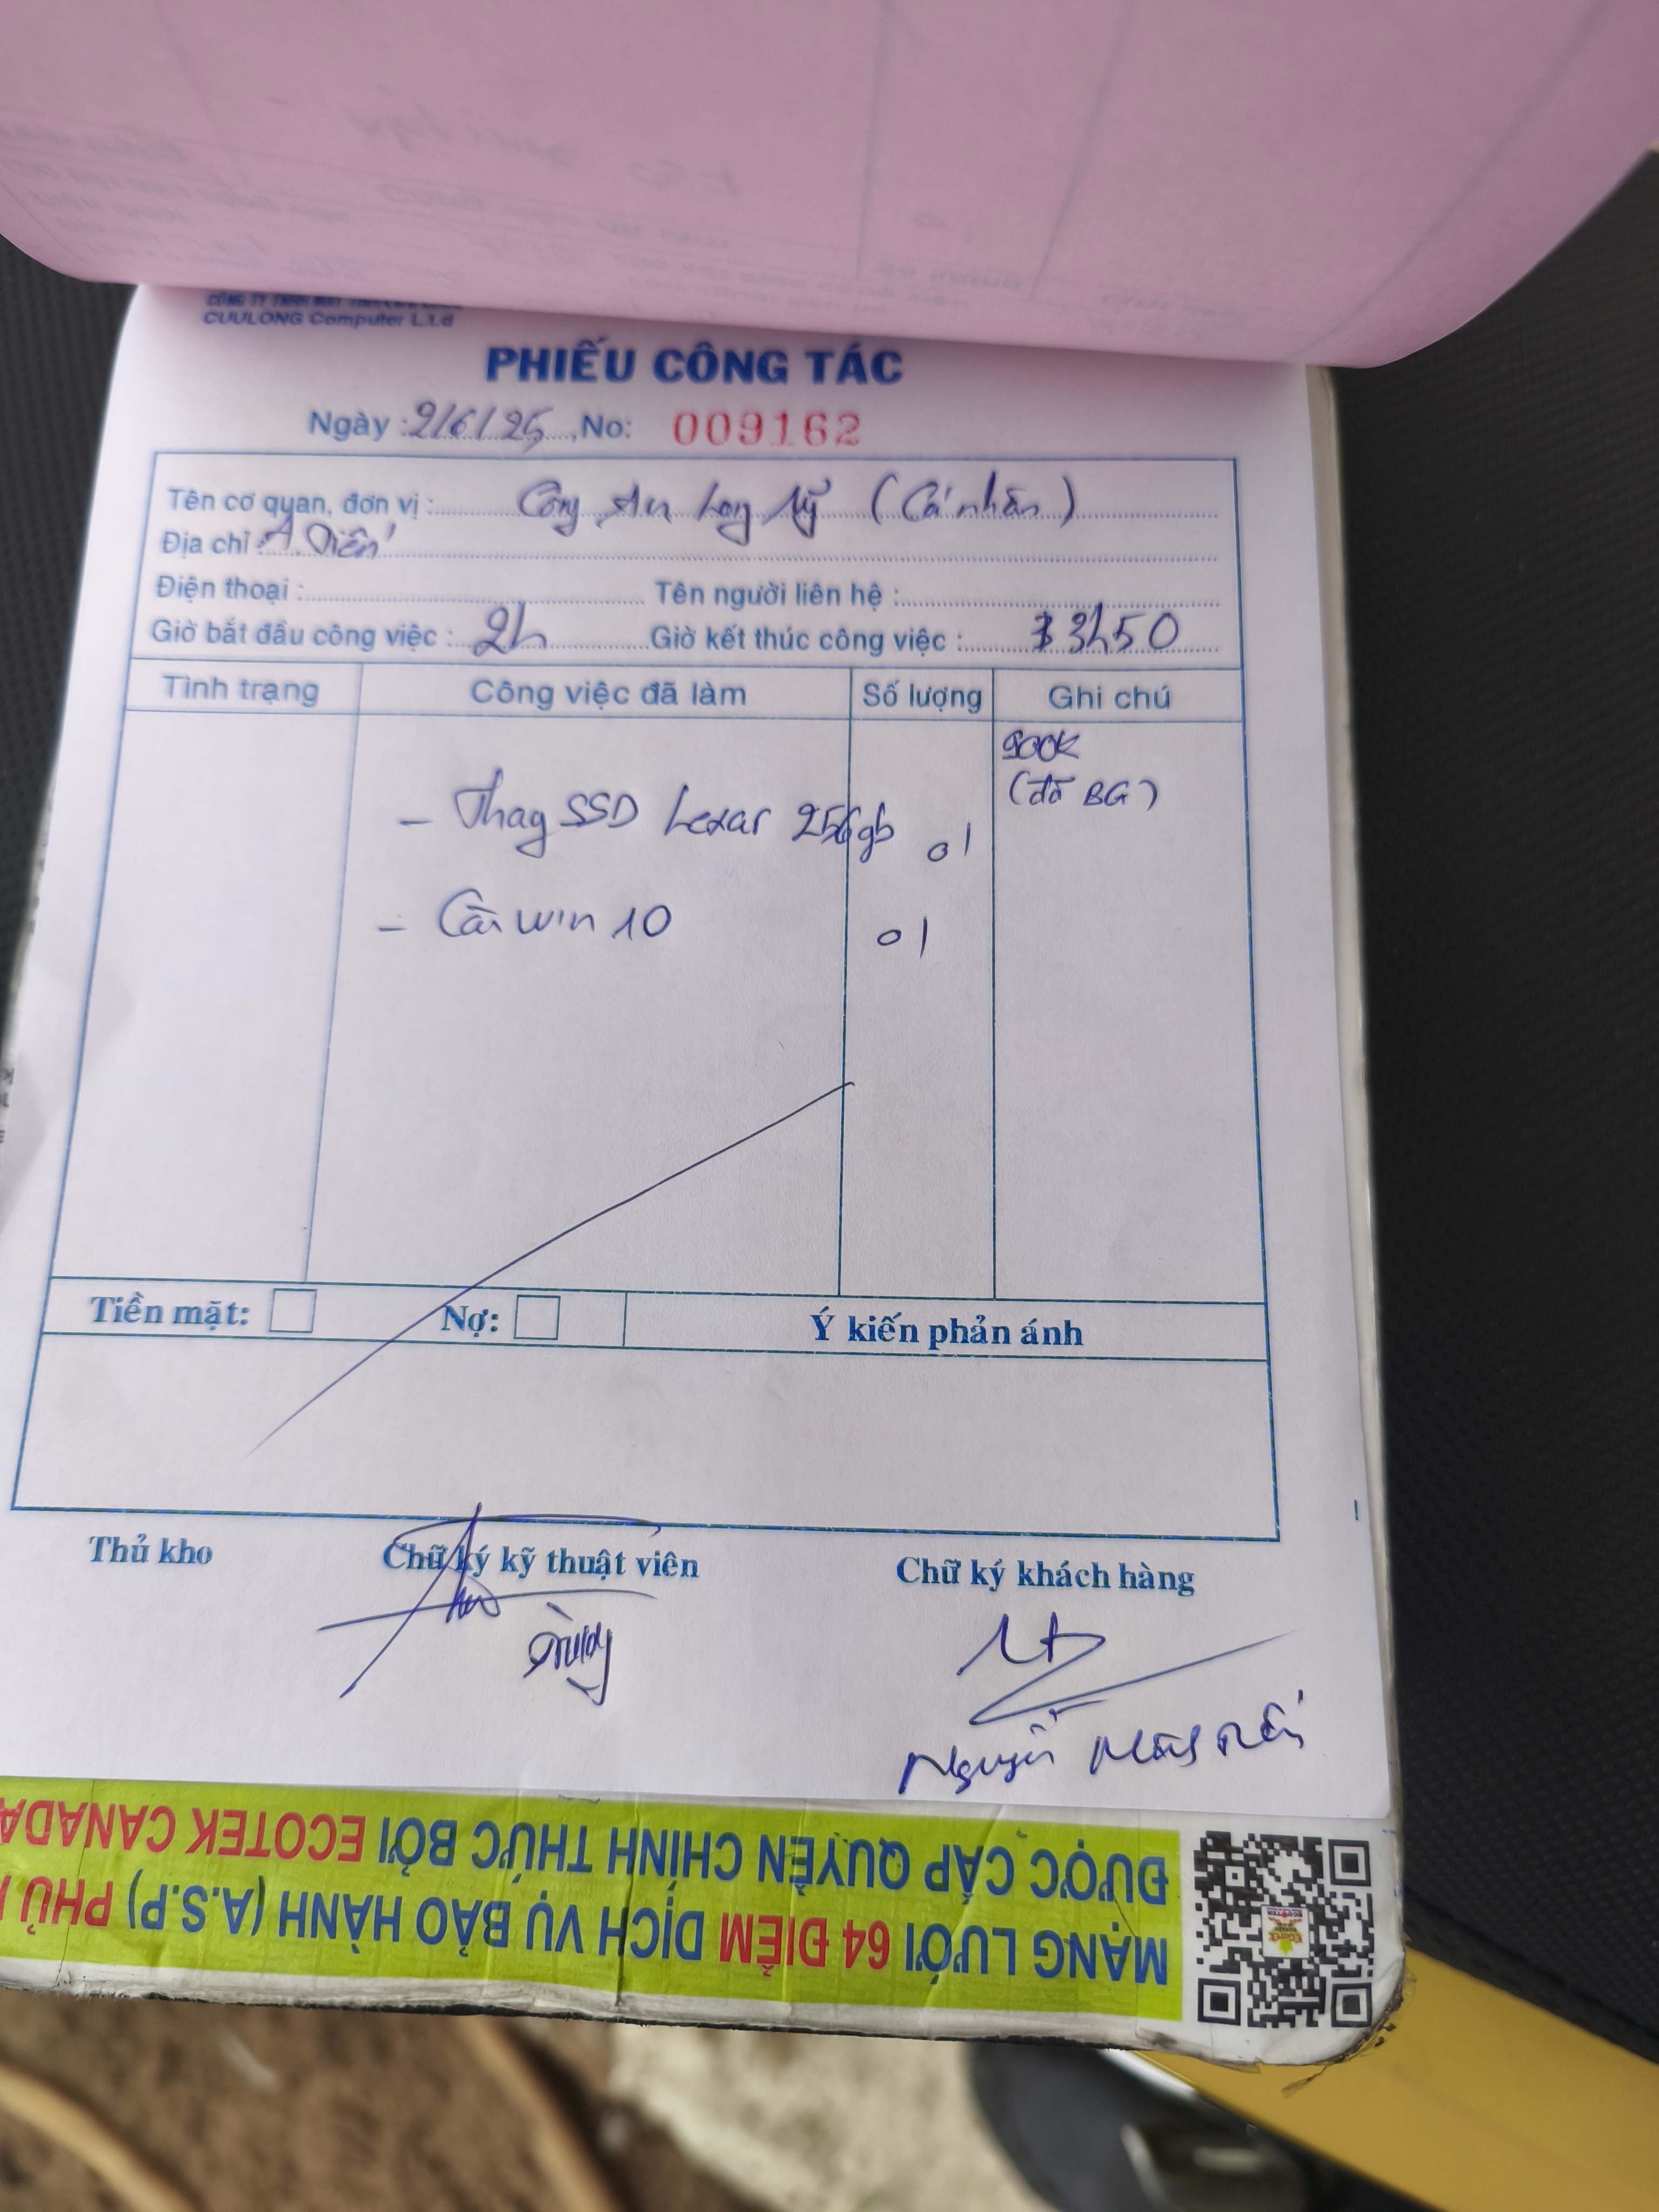 CUULONG Computer L.t.d
PHIẾU CÔNG TÁC
Ngày : 2/6/25 , No: 009162
Tên cơ quan, đơn vị : Công An Long Mỹ (Cá nhân)
Địa chỉ : A. Diễn
Điện thoại : Tên người liên hệ :
Giờ bắt đầu công việc : 2h Giờ kết thúc công việc : 3h50
Tình trạng Công việc đã làm Số lượng Ghi chú
900K
(đã BG)
- Thay SSD Lexar 256gb 01
- Cài win 10 01
Tiền mặt: Nợ: Ý kiến phản ánh
Thủ kho Chữ ký kỹ thuật viên Chữ ký khách hàng
Nguyễn
ĐƯỢC CẤP QUYỀN CHÍNH THỨC BỞI ECOTEK CANADA
MẠNG LƯỚI 64 ĐIỂM DỊCH VỤ BẢO HÀNH (A.S.P) PHỦ